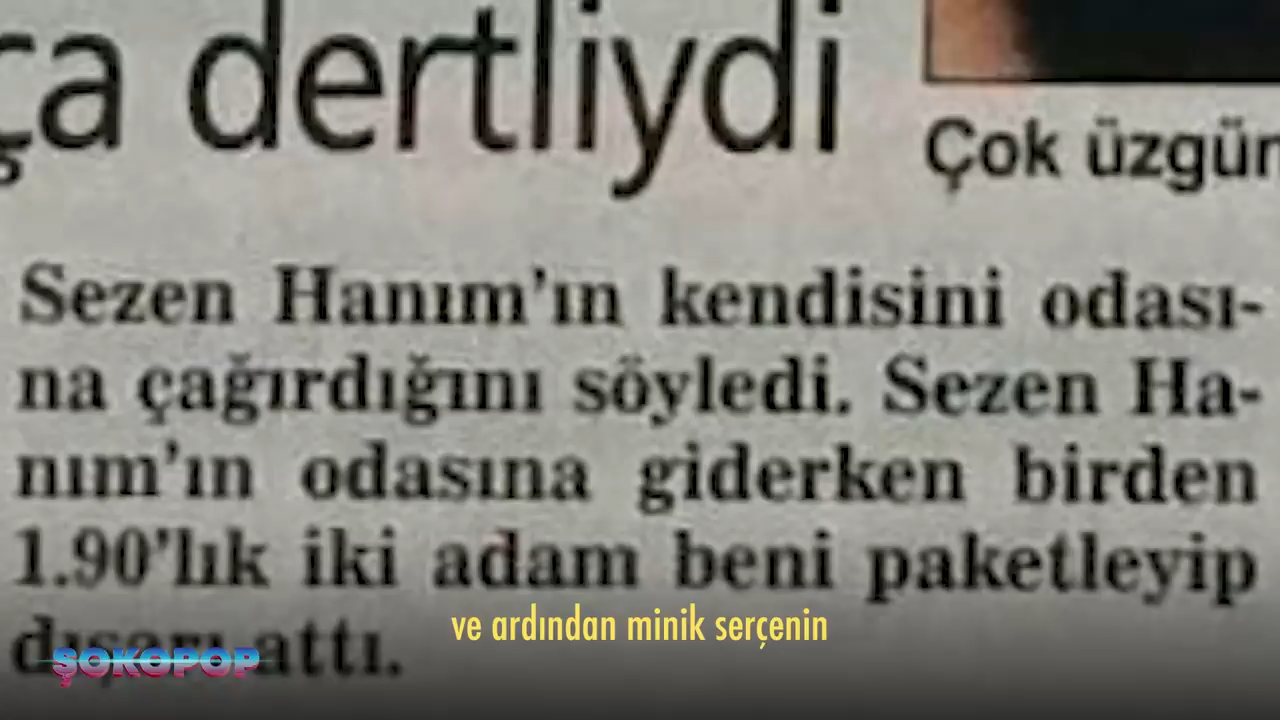 ça dertliydi
Çok üzgün
Sezen Hanım'ın kendisini odası-
na çağırdığını söyledi. Sezen Ha-
nım'ın odasına giderken birden
1.90'lık iki adam beni paketleyip
dışarı attı.
ve ardından minik serçenin
ŞOKOPOP